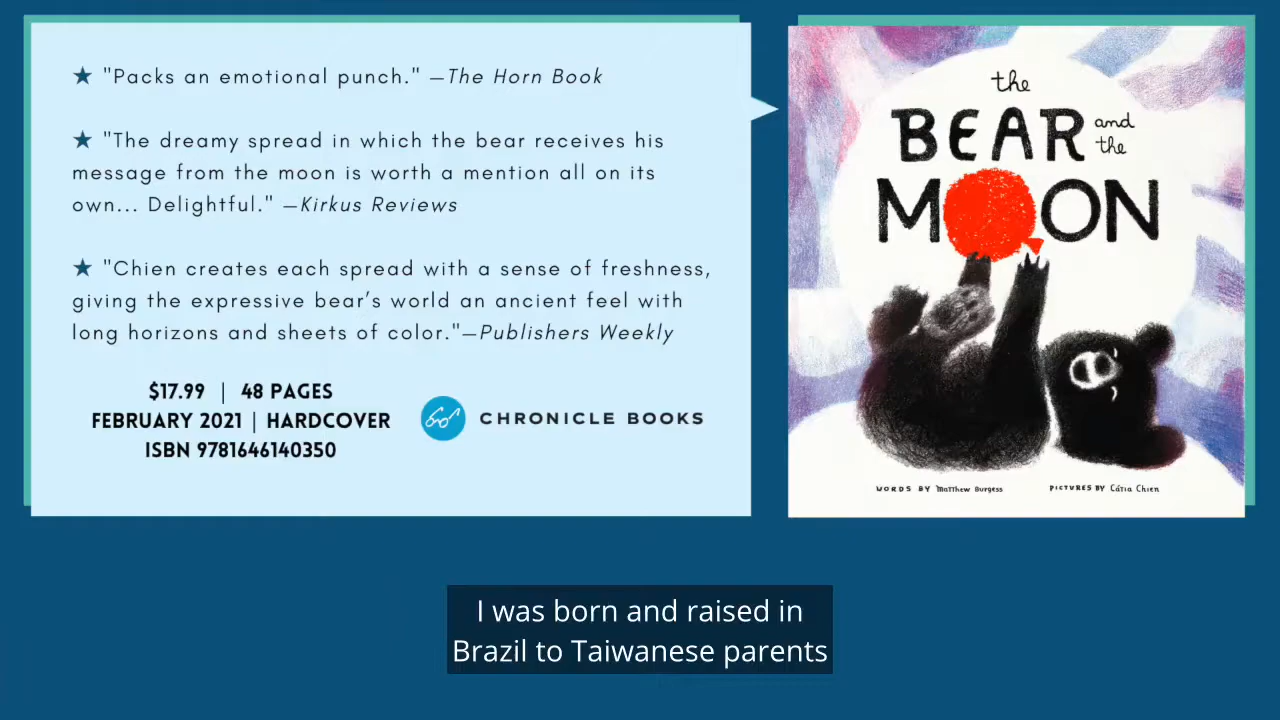 ★ "Packs an emotional punch." —The Horn Book
★ "The dreamy spread in which the bear receives his
message from the moon is worth a mention all on its
own... Delightful." —Kirkus Reviews
★ "Chien creates each spread with a sense of freshness,
giving the expressive bear's world an ancient feel with
long horizons and sheets of color."—Publishers Weekly
$17.99 | 48 PAGES
FEBRUARY 2021 | HARDCOVER
ISBN 9781646140350
CHRONICLE BOOKS
the
BEAR and the
MOON
WORDS BY Matthew Burgess
PICTURES BY Cátia Chien
I was born and raised in
Brazil to Taiwanese parents